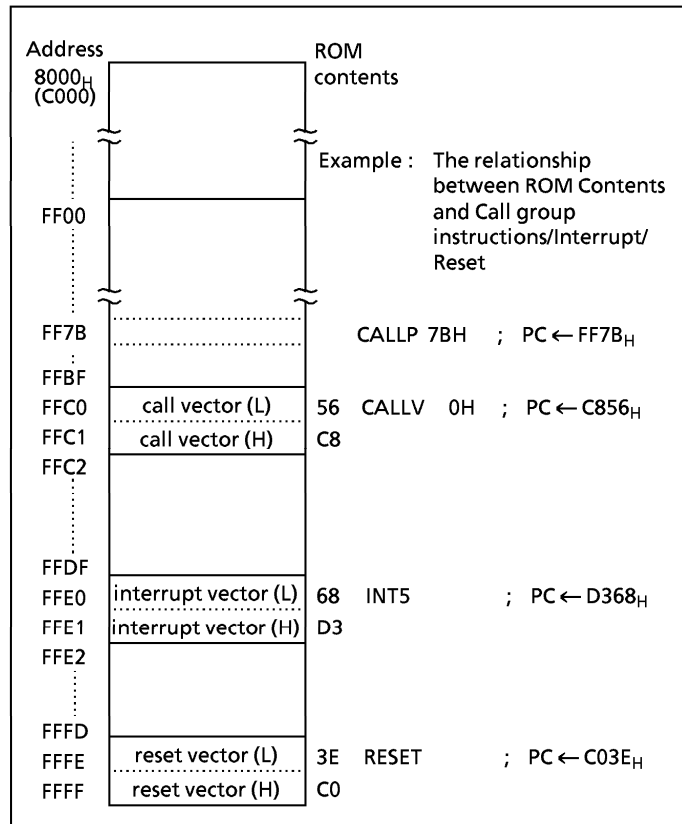 Address ROM
8000H contents
(C000)
Example : The relationship
between ROM Contents
FF00 and Call group
instructions/Interrupt/
Reset
FF7B CALLP 7BH ; PC ← FF7BH
FFBF
FFC0 call vector (L) 56 CALLV 0H ; PC ← C856H
FFC1 call vector (H) C8
FFC2
FFDF
FFE0 interrupt vector (L) 68 INT5 ; PC ← D368H
FFE1 interrupt vector (H) D3
FFE2
FFFD
FFFE reset vector (L) 3E RESET ; PC ← C03EH
FFFF reset vector (H) C0